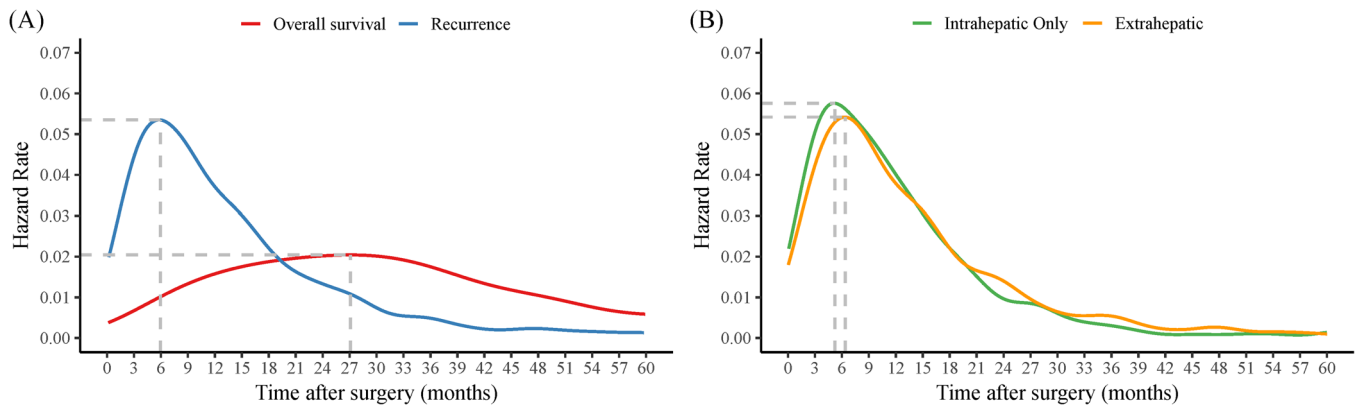 (A)
Overall survival Recurrence
Hazard Rate
0.07
0.06
0.05
0.04
0.03
0.02
0.01
0.00
0 3 6 9 12 15 18 21 24 27 30 33 36 39 42 45 48 51 54 57 60
Time after surgery (months)
(B)
Intrahepatic Only Extrahepatic
Hazard Rate
0.07
0.06
0.05
0.04
0.03
0.02
0.01
0.00
0 3 6 9 12 15 18 21 24 27 30 33 36 39 42 45 48 51 54 57 60
Time after surgery (months)